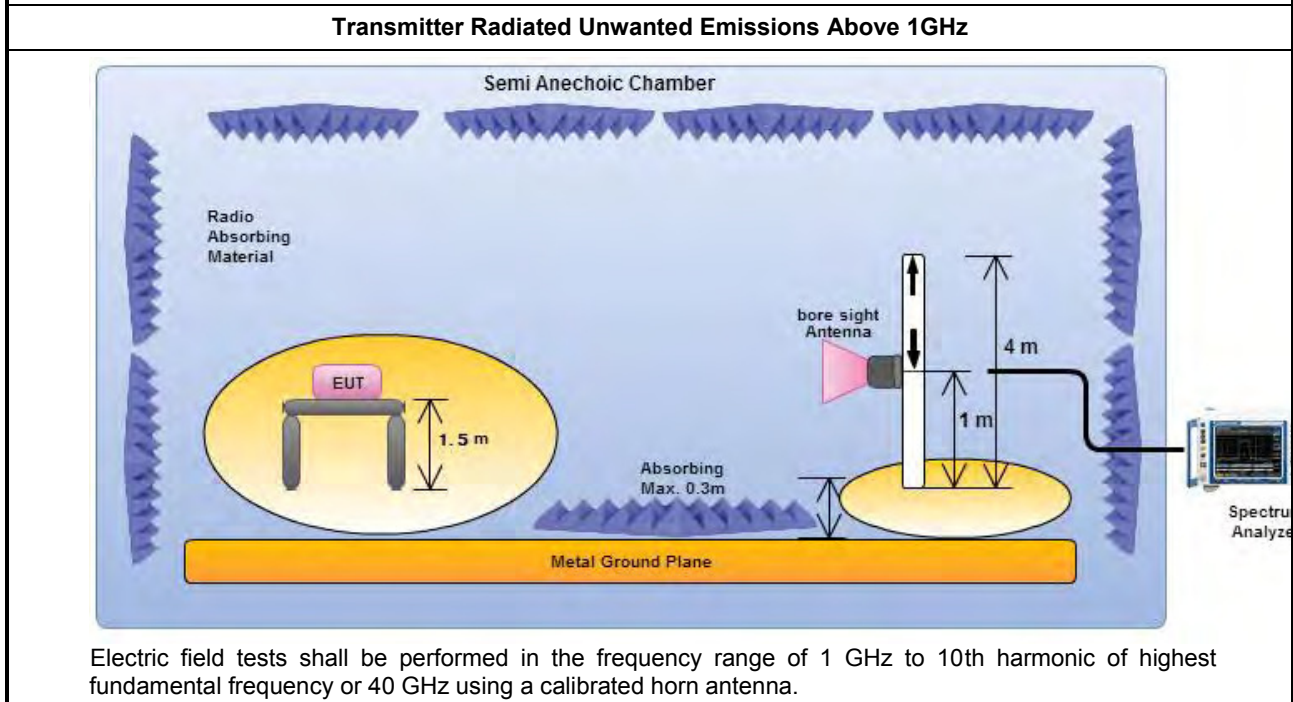 Transmitter Radiated Unwanted Emissions Above 1GHz
Semi Anechoic Chamber
Radio
Absorbing
Material
bore sight
Antenna
4 m
EUT
1.5 m
1 m
Absorbing
Max. 0.3m
Spectru
Analyze
Metal Ground Plane
Electric field tests shall be performed in the frequency range of 1 GHz to 10th harmonic of highest
fundamental frequency or 40 GHz using a calibrated horn antenna.